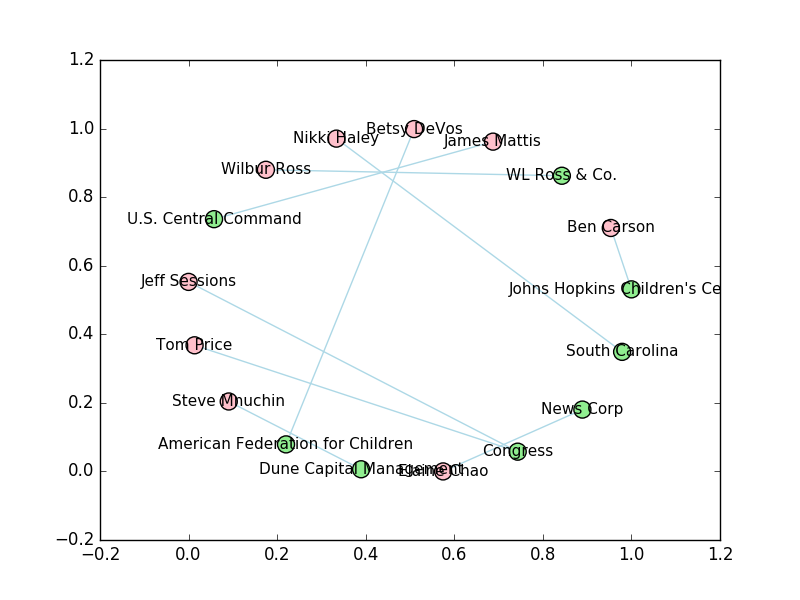 1.2
1.0
0.8
0.6
0.4
0.2
0.0
−0.2
Betsy DeVos
Nikki Haley
James Mattis
Wilbur Ross
WL Ross & Co.
U.S. Central Command
Ben Carson
Jeff Sessions
Johns Hopkins Children's Ce
Tom Price
South Carolina
Steve Mnuchin
News Corp
American Federation for Children
Congress
Dune Capital Management
Elaine Chao
−0.2
0.0
0.2
0.4
0.6
0.8
1.0
1.2